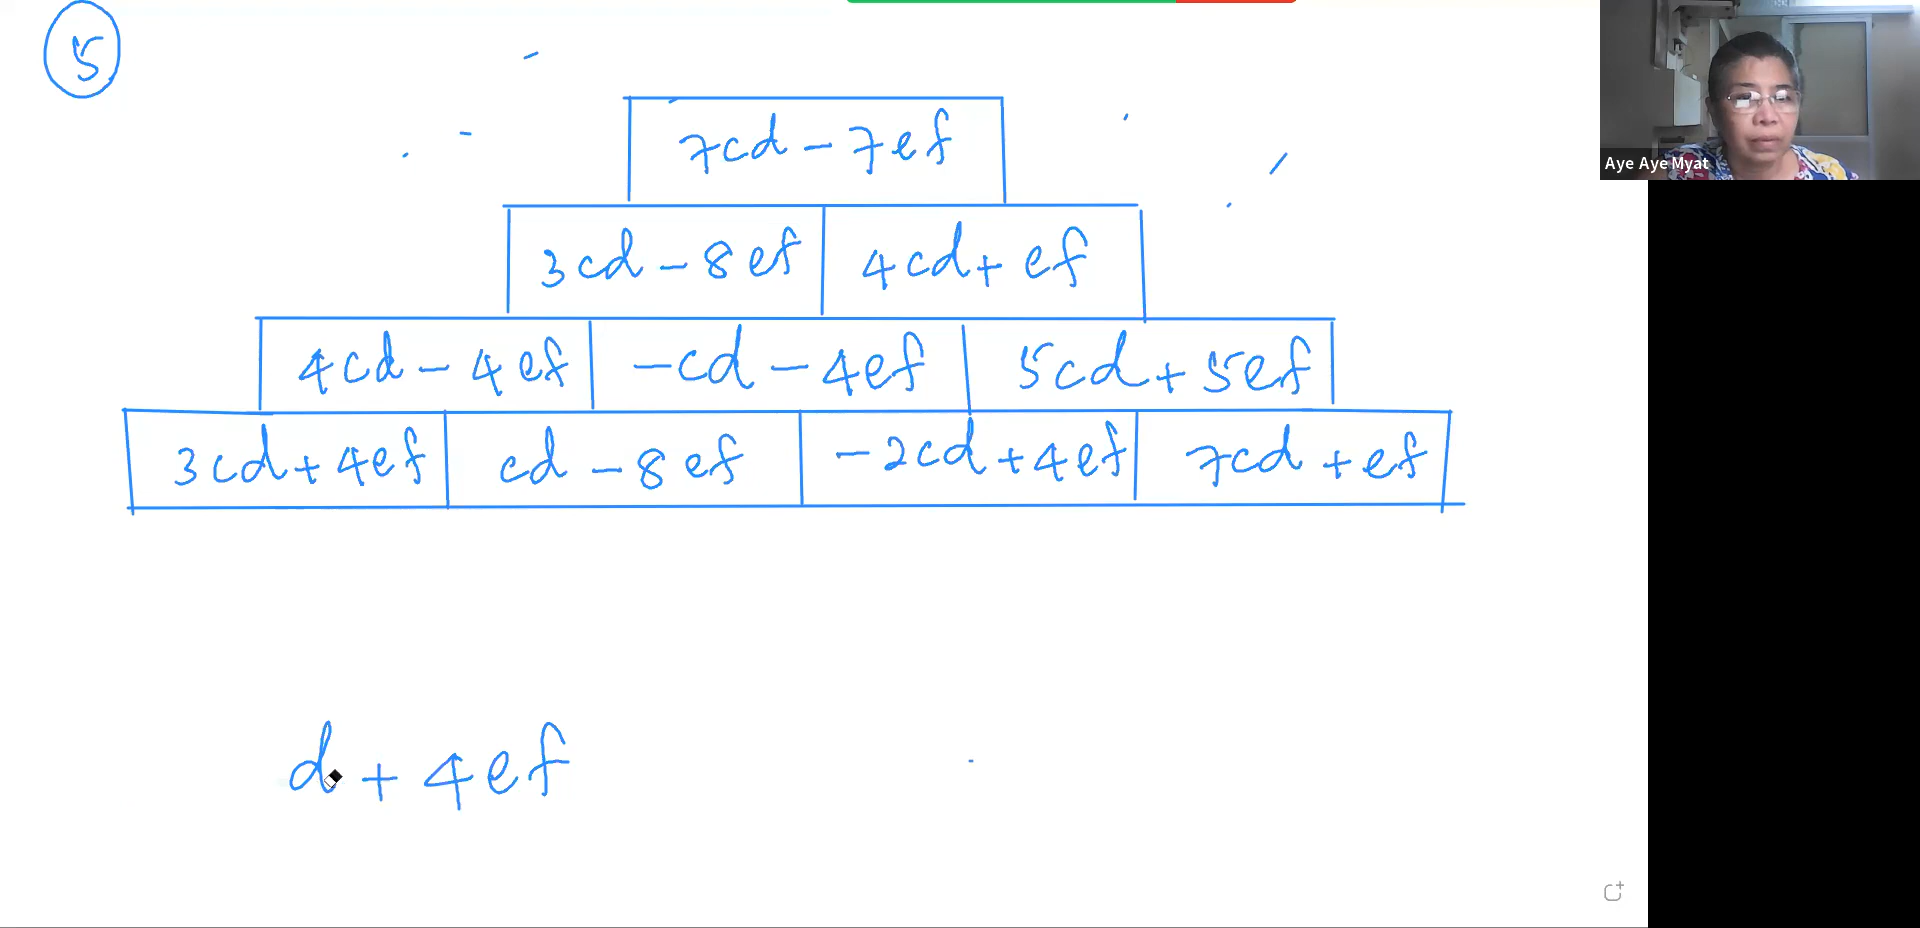 5
7cd - 7ef
3cd - 8ef 4cd + ef
4cd - 4ef -cd - 4ef 5cd + 5ef
3cd + 4ef cd - 8ef -2cd + 4ef 7cd + ef
d + 4ef
Aye Aye Myat